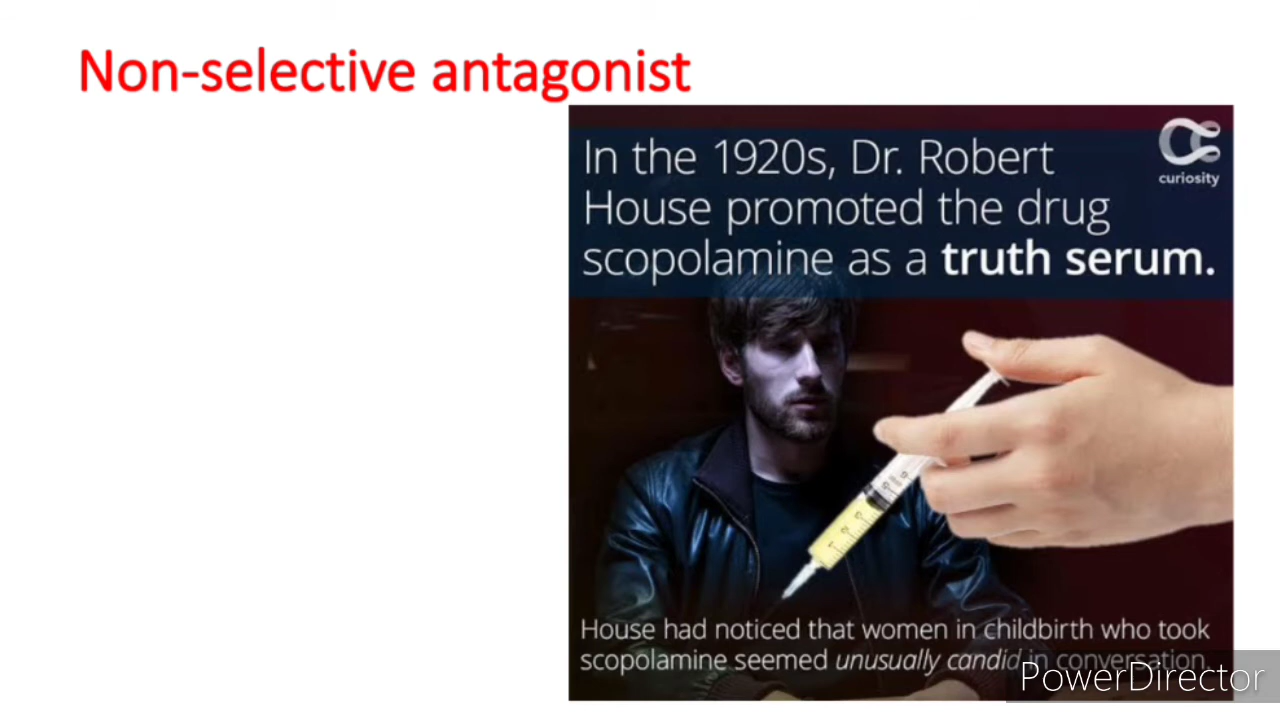 Non-selective antagonist
In the 1920s, Dr. Robert
House promoted the drug
scopolamine as a truth serum.
curiosity
House had noticed that women in childbirth who took
scopolamine seemed unusually candid in conversation.
PowerDirector